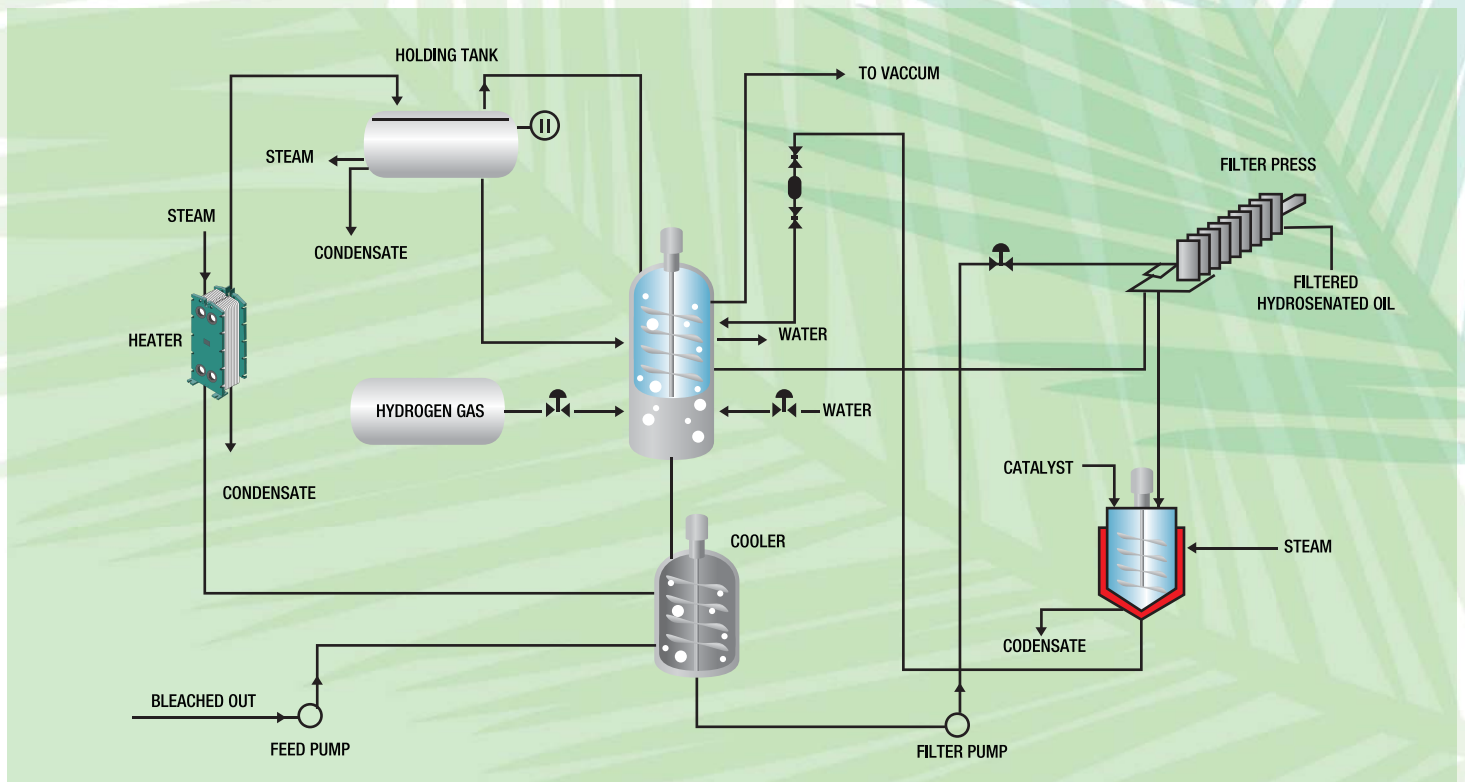 HOLDING TANK
TO VACCUM
STEAM
FILTER PRESS
STEAM
CONDENSATE
FILTERED
HYDROSENATED OIL
HEATER
WATER
HYDROGEN GAS
WATER
CATALYST
CONDENSATE
COOLER
STEAM
CODENSATE
BLEACHED OUT
FEED PUMP
FILTER PUMP